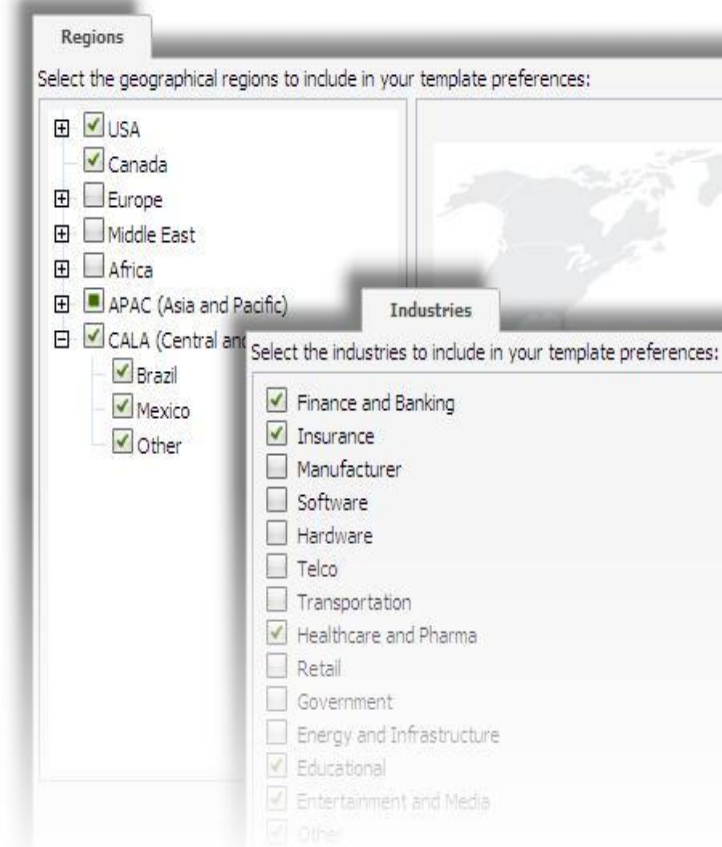 Regions
Select the geographical regions to include in your template preferences:
USA
Canada
Europe
Middle East
Africa
APAC (Asia and Pacific)
CALA (Central and
Brazil
Mexico
Other
Industries
Select the industries to include in your template preferences:
Finance and Banking
Insurance
Manufacturer
Software
Hardware
Telco
Transportation
Healthcare and Pharma
Retail
Government
Energy and Infrastructure
Educational
Entertainment and Media
Other